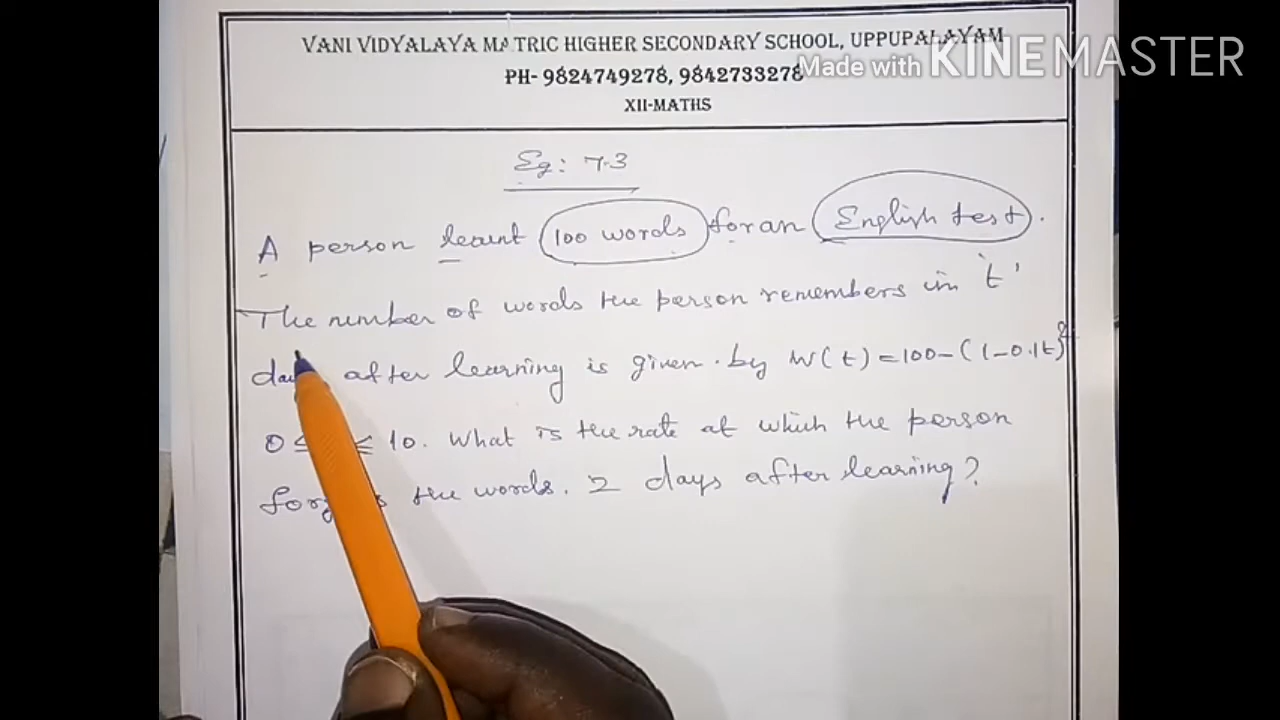 VANI VIDYALAYA MATRIC HIGHER SECONDARY SCHOOL, UPPUPALAYAM
PH- 9824749278, 9842733278
Made with KINEMASTER
XII-MATHS
Eg: 7.3
A person leaunt 100 words for an English test.
The number of words the person remembers in 't'
after learning is given by W(t) = 100 - (1 - 0.1t)²
0 ≤ ≤ 10. What is the rate at which the person
the words. 2 days after learning?